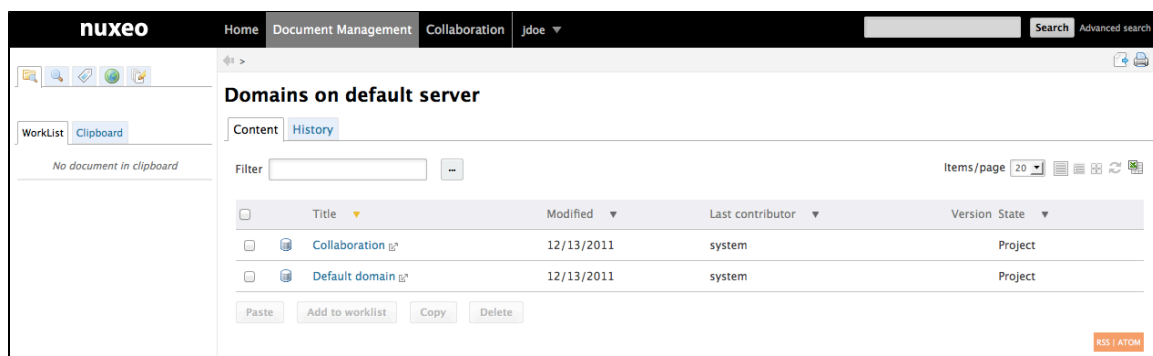 nuxeo Home Document Management Collaboration jdoe Search Advanced search
>
Domains on default server
WorkList Clipboard Content History
No document in clipboard Filter ... Items/page 20
Title Modified Last contributor Version State
Collaboration 12/13/2011 system Project
Default domain 12/13/2011 system Project
Paste Add to worklist Copy Delete
RSS | ATOM